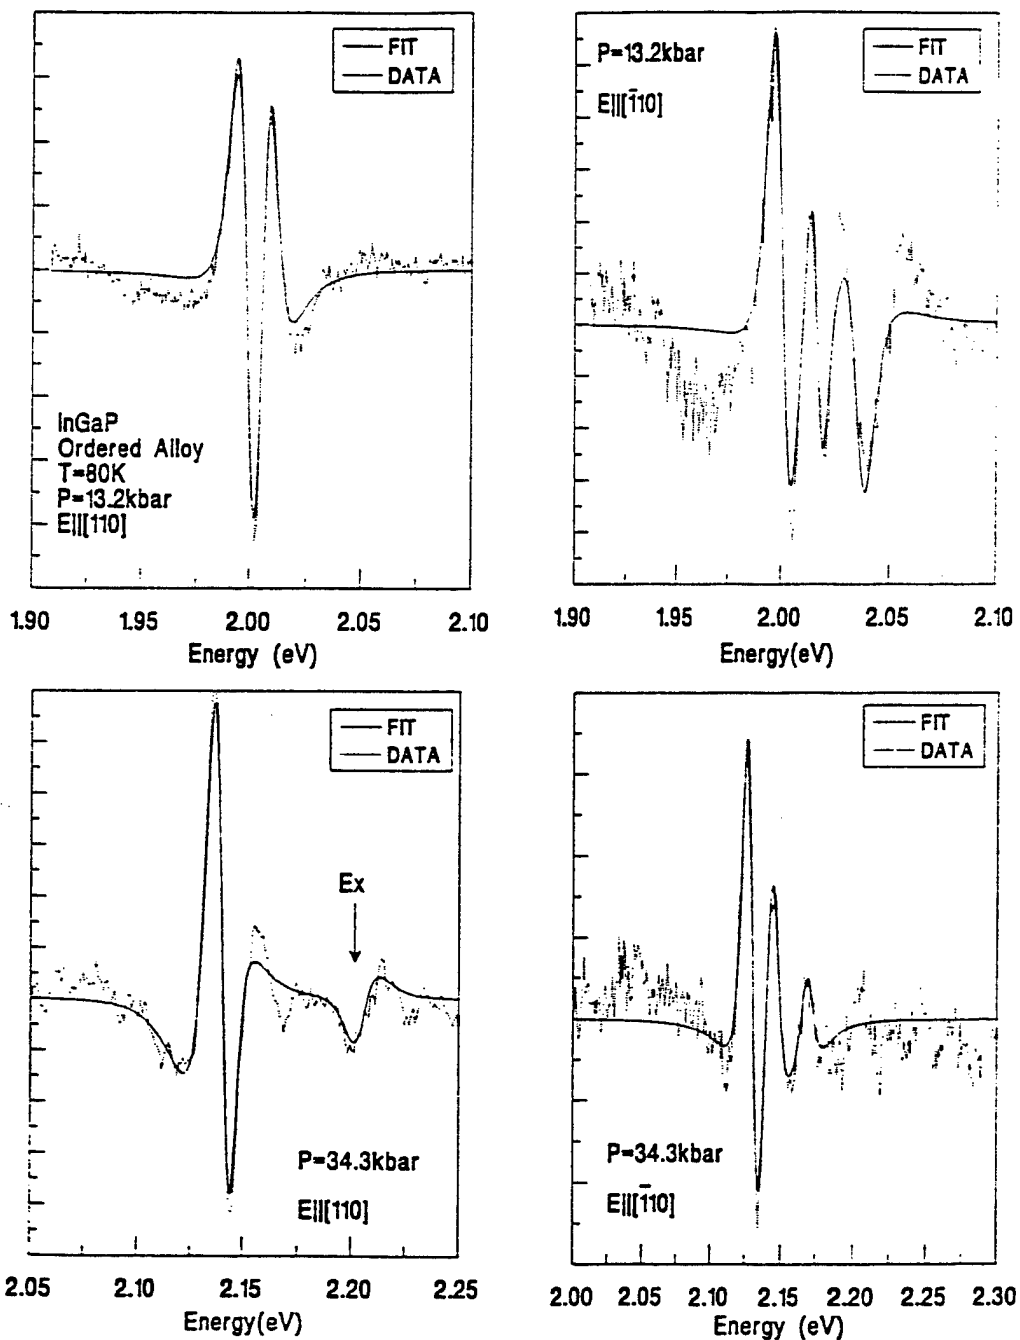 FIT
DATA
InGaP
Ordered Alloy
T=80K
P=13.2kbar
E||[110]
1.90 1.95 2.00 2.05 2.10
Energy (eV)
P=13.2kbar
E||[1̄10]
FIT
DATA
1.90 1.95 2.00 2.05 2.10
Energy(eV)
FIT
DATA
Ex
P=34.3kbar
E||[110]
2.05 2.10 2.15 2.20 2.25
Energy(eV)
FIT
DATA
P=34.3kbar
E||[1̄10]
2.00 2.05 2.10 2.15 2.20 2.25 2.30
Energy (eV)